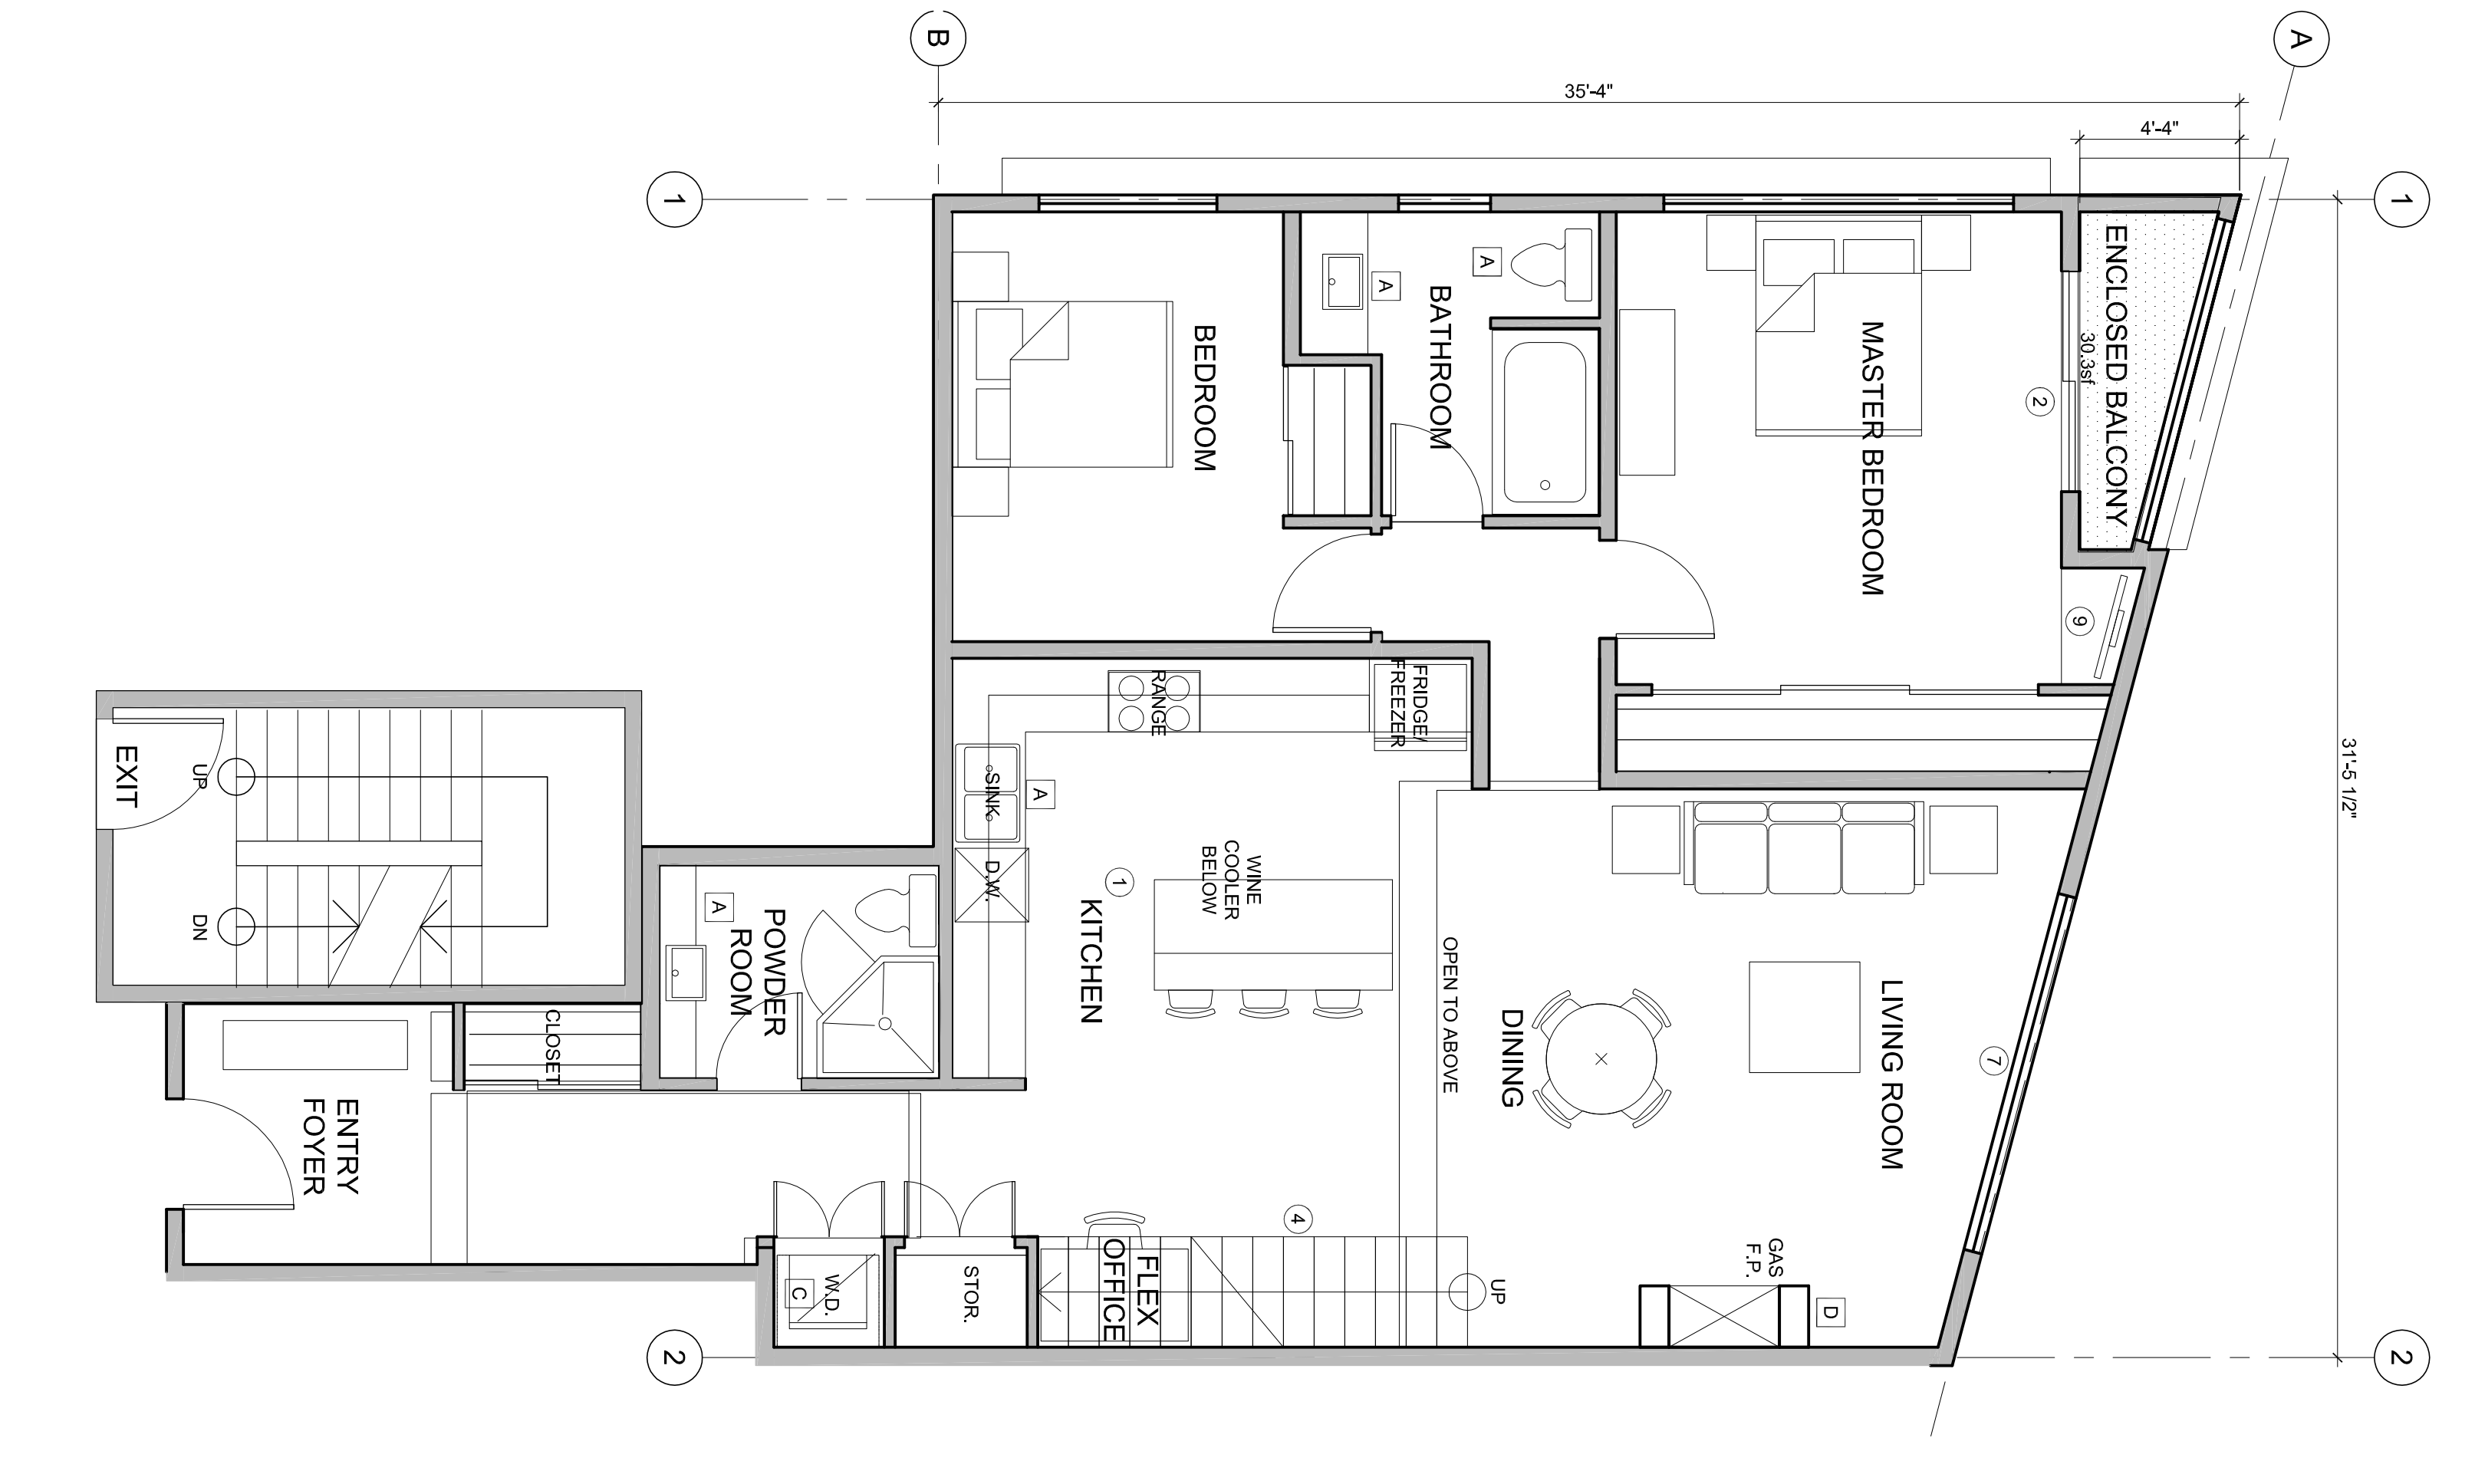 B
A
35'-4"
4'-4"
1
1
ENCLOSED BALCONY
30.3sf
A
A
BATHROOM
BEDROOM
MASTER BEDROOM
2
9
FRIDGE/
FREEZER
RANGE
SINK
A
D.W.
31'-5 1/2"
EXIT
UP
DN
WINE
COOLER
BELOW
1
KITCHEN
A
POWDER
ROOM
OPEN TO ABOVE
DINING
LIVING ROOM
7
CLOSET
ENTRY
FOYER
4
W.D.
C
STOR.
FLEX
OFFICE
UP
GAS
F.P.
D
2
2